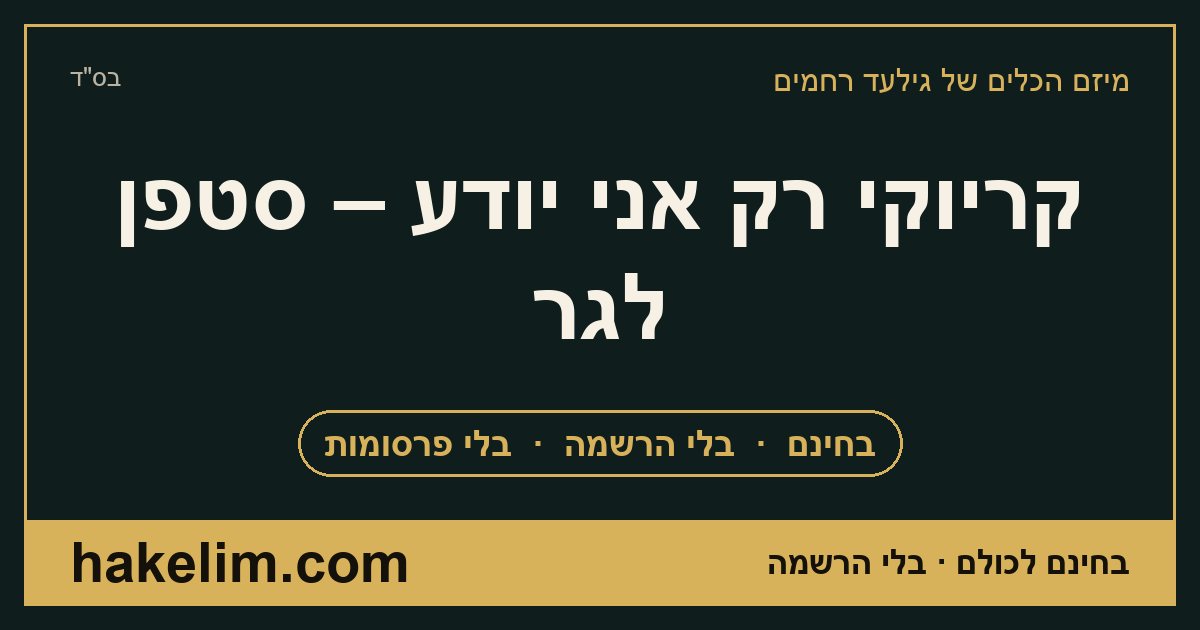 מיזם הכלים של גילעד רחמים
בס"ד
קריוקי רק אני יודע – סטפן
לגר
בחינם · בלי הרשמה · בלי פרסומות
בחינם לכולם · בלי הרשמה
hakelim.com